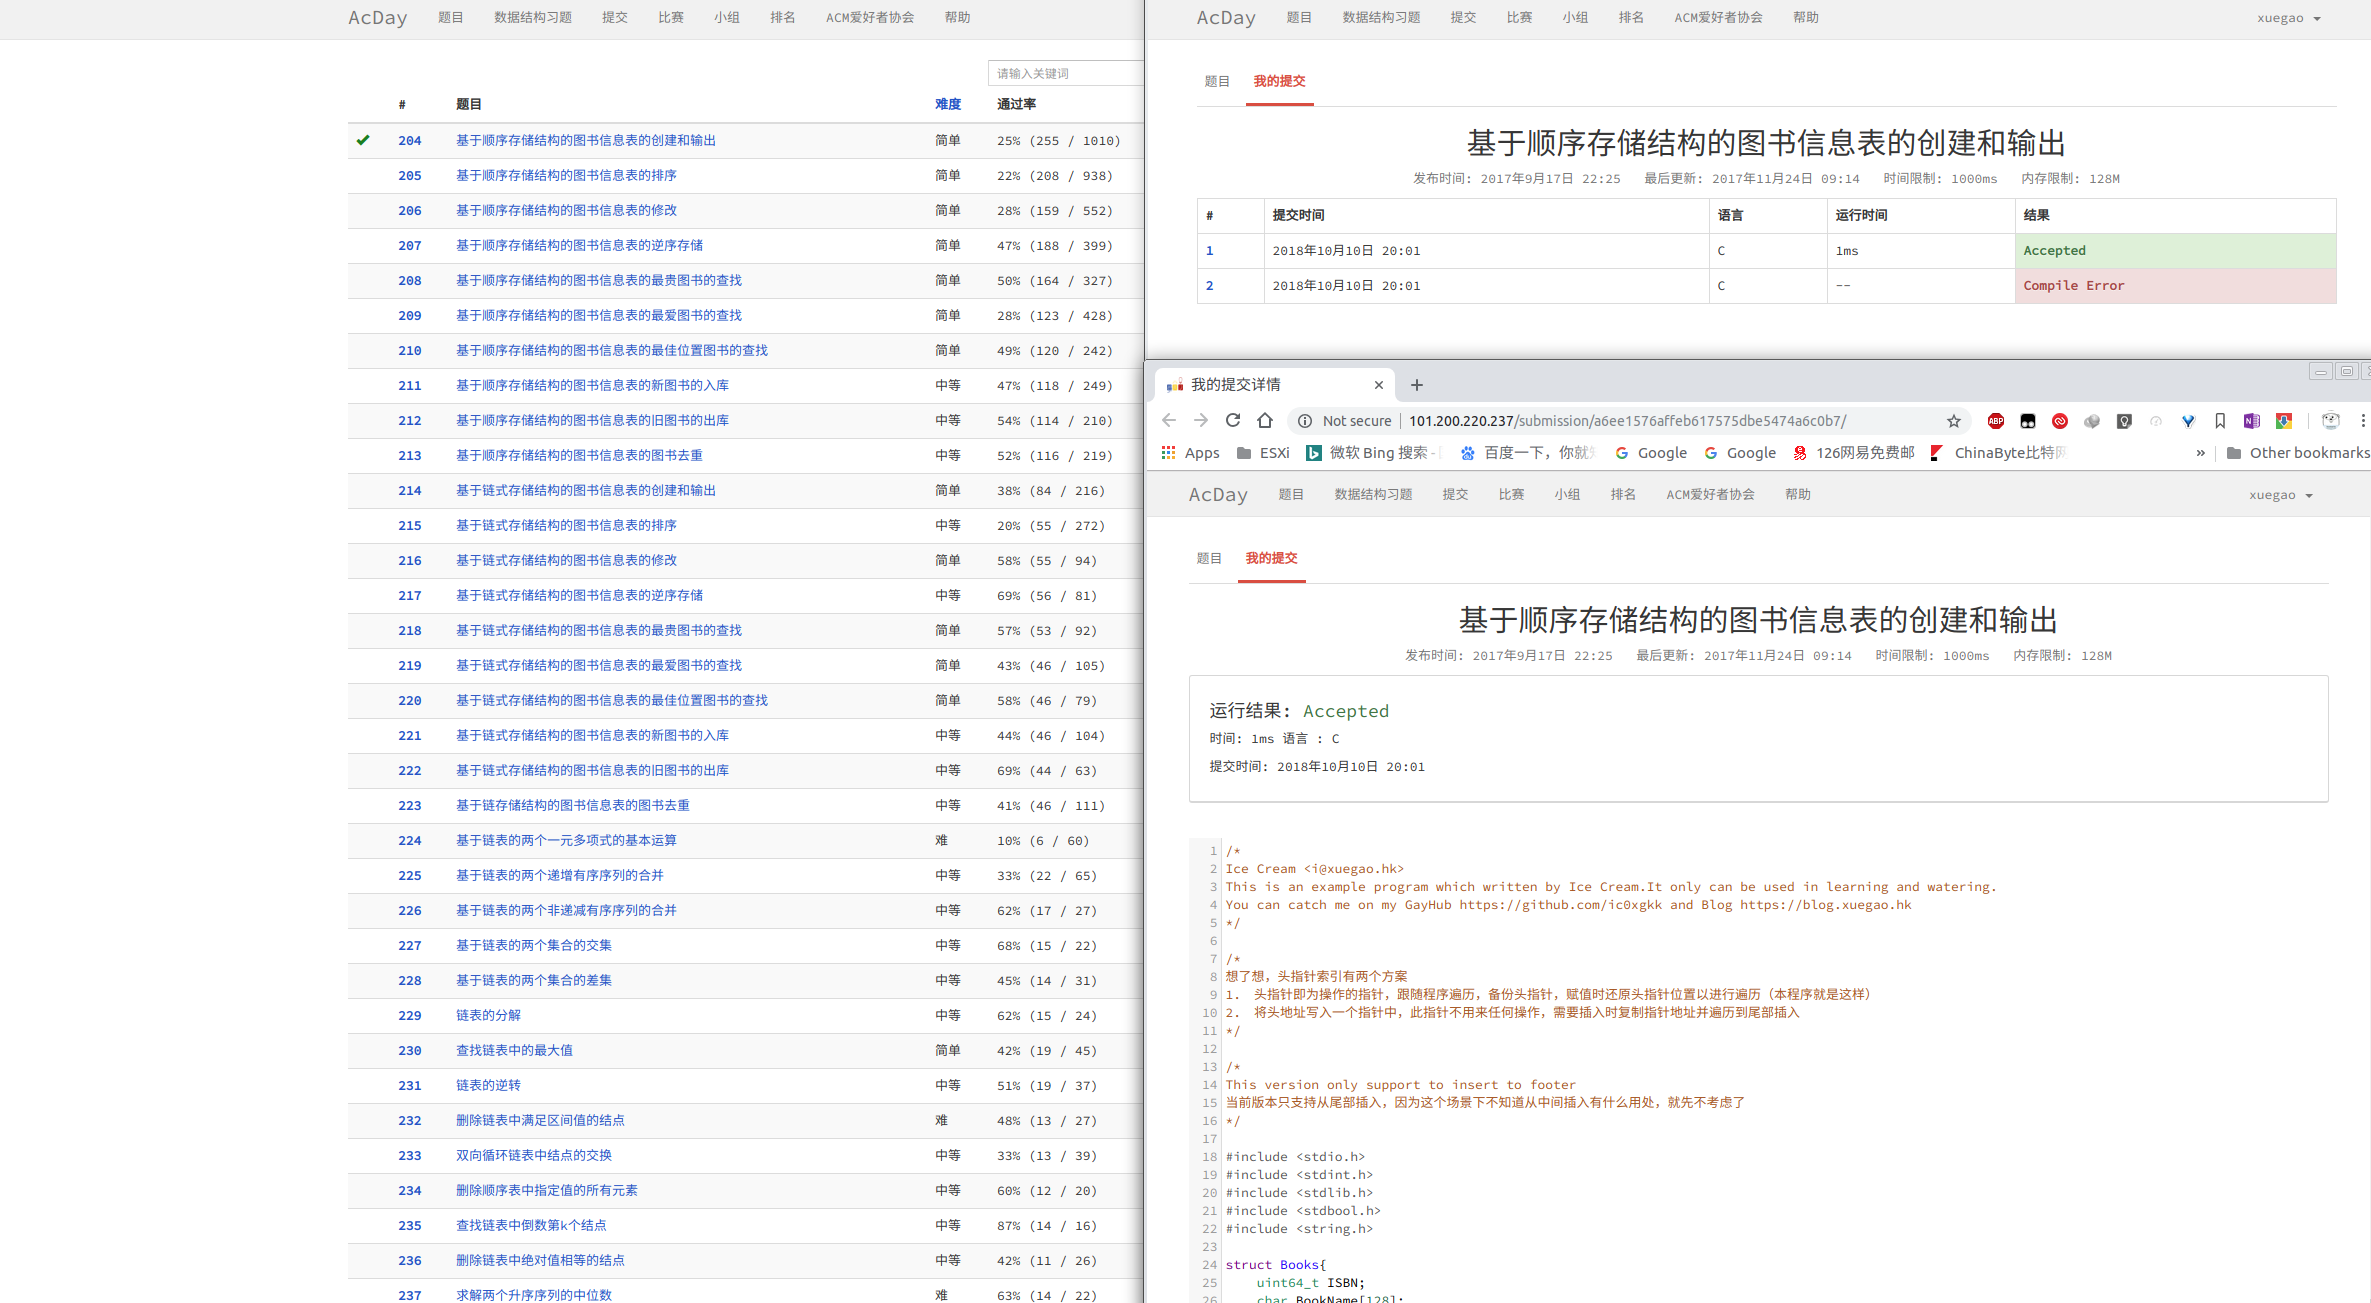 AcDay 题目 数据结构习题 提交 比赛 小组 排名 ACM爱好者协会 帮助
请输入关键词
# 题目 难度 通过率
204 基于顺序存储结构的图书信息表的创建和输出 简单 25% (255 / 1010)
205 基于顺序存储结构的图书信息表的排序 简单 22% (208 / 938)
206 基于顺序存储结构的图书信息表的修改 简单 28% (159 / 552)
207 基于顺序存储结构的图书信息表的逆序存储 简单 47% (188 / 399)
208 基于顺序存储结构的图书信息表的最贵图书的查找 简单 50% (164 / 327)
209 基于顺序存储结构的图书信息表的最爱图书的查找 简单 28% (123 / 428)
210 基于顺序存储结构的图书信息表的最佳位置图书的查找 简单 49% (120 / 242)
211 基于顺序存储结构的图书信息表的新图书的入库 中等 47% (118 / 249)
212 基于顺序存储结构的图书信息表的旧图书的出库 中等 54% (114 / 210)
213 基于顺序存储结构的图书信息表的图书去重 中等 52% (116 / 219)
214 基于链式存储结构的图书信息表的创建和输出 简单 38% (84 / 216)
215 基于链式存储结构的图书信息表的排序 中等 20% (55 / 272)
216 基于链式存储结构的图书信息表的修改 简单 58% (55 / 94)
217 基于链式存储结构的图书信息表的逆序存储 中等 69% (56 / 81)
218 基于链式存储结构的图书信息表的最贵图书的查找 简单 57% (53 / 92)
219 基于链式存储结构的图书信息表的最爱图书的查找 简单 43% (46 / 105)
220 基于链式存储结构的图书信息表的最佳位置图书的查找 简单 58% (46 / 79)
221 基于链式存储结构的图书信息表的新图书的入库 中等 44% (46 / 104)
222 基于链式存储结构的图书信息表的旧图书的出库 中等 69% (44 / 63)
223 基于链存储结构的图书信息表的图书去重 中等 41% (46 / 111)
224 基于链表的两个一元多项式的基本运算 难 10% (6 / 60)
225 基于链表的两个递增有序序列的合并 中等 33% (22 / 65)
226 基于链表的两个非递减有序序列的合并 中等 62% (17 / 27)
227 基于链表的两个集合的交集 中等 68% (15 / 22)
228 基于链表的两个集合的差集 中等 45% (14 / 31)
229 链表的分解 中等 62% (15 / 24)
230 查找链表中的最大值 简单 42% (19 / 45)
231 链表的逆转 中等 51% (19 / 37)
232 删除链表中满足区间值的结点 难 48% (13 / 27)
233 双向循环链表中结点的交换 中等 33% (13 / 39)
234 删除顺序表中指定值的所有元素 中等 60% (12 / 20)
235 查找链表中倒数第k个结点 中等 87% (14 / 16)
236 删除链表中绝对值相等的结点 中等 42% (11 / 26)
237 求解两个升序序列的中位数 难 63% (14 / 22)
AcDay 题目 数据结构习题 提交 比赛 小组 排名 ACM爱好者协会 帮助 xuegao
题目 我的提交
基于顺序存储结构的图书信息表的创建和输出
发布时间: 2017年9月17日 22:25 最后更新: 2017年11月24日 09:14 时间限制: 1000ms 内存限制: 128M
# 提交时间 语言 运行时间 结果
1 2018年10月10日 20:01 C 1ms Accepted
2 2018年10月10日 20:01 C -- Compile Error
我的提交详情
Not secure 101.200.220.237/submission/a6ee1576affeb617575dbe5474a6c0b7/
Apps ESXi 微软 Bing 搜索 - 百度一下，你就 Google Google 126网易免费邮 ChinaByte比特网 » Other bookmarks
AcDay 题目 数据结构习题 提交 比赛 小组 排名 ACM爱好者协会 帮助 xuegao
题目 我的提交
基于顺序存储结构的图书信息表的创建和输出
发布时间: 2017年9月17日 22:25 最后更新: 2017年11月24日 09:14 时间限制: 1000ms 内存限制: 128M
运行结果: Accepted
时间: 1ms 语言 : C
提交时间: 2018年10月10日 20:01
1 /*
2 Ice Cream <i@xuegao.hk>
3 This is an example program which written by Ice Cream.It only can be used in learning and watering.
4 You can catch me on my GayHub https://github.com/ic0xgkk and Blog https://blog.xuegao.hk
5 */
6
7 /*
8 想了想，头指针索引有两个方案
9 1. 头指针即为操作的指针，跟随程序遍历，备份头指针，赋值时还原头指针位置以进行遍历（本程序就是这样）
10 2. 将头地址写入一个指针中，此指针不用来任何操作，需要插入时复制指针地址并遍历到尾部插入
11 */
12
13 /*
14 This version only support to insert to footer
15 当前版本只支持从尾部插入，因为这个场景下不知道从中间插入有什么用处，就先不考虑了
16 */
17
18 #include <stdio.h>
19 #include <stdint.h>
20 #include <stdlib.h>
21 #include <stdbool.h>
22 #include <string.h>
23
24 struct Books{
25 uint64_t ISBN;
26 char BookName[128];